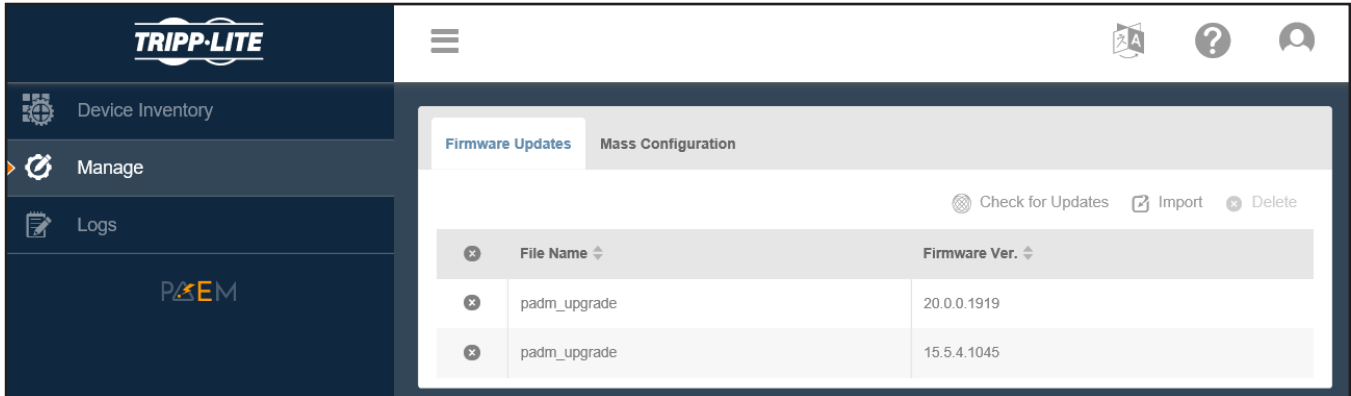 TRIPP·LITE
Device Inventory
Manage
Logs
PAEM
Firmware Updates Mass Configuration
Check for Updates Import Delete
File Name Firmware Ver.
padm_upgrade 20.0.0.1919
padm_upgrade 15.5.4.1045